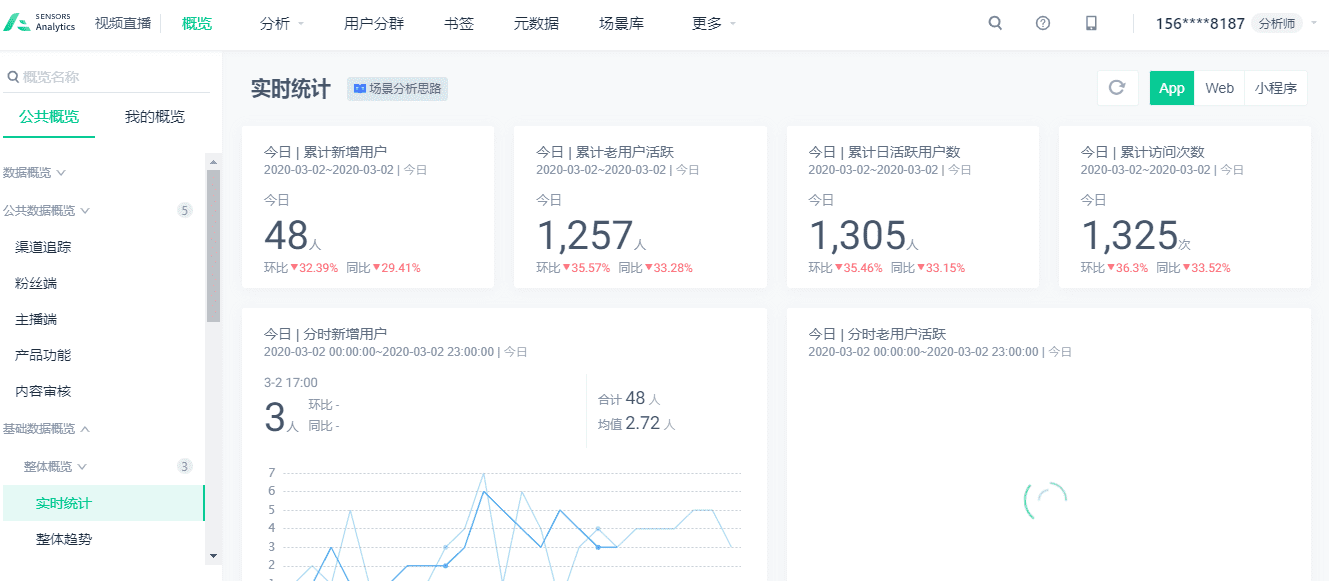 SENSORS
Analytics
视频直播
概览
分析
用户分群
书签
元数据
场景库
更多
156****8187
分析师
概览名称
公共概览
我的概览
数据概览
公共数据概览
5
渠道追踪
粉丝端
主播端
产品功能
内容审核
基础数据概览
整体概览
3
实时统计
整体趋势
实时统计
场景分析思路
App
Web
小程序
今日 | 累计新增用户
2020-03-02~2020-03-02 | 今日
今日
48人
环比▼32.39% 同比▼29.41%
今日 | 累计老用户活跃
2020-03-02~2020-03-02 | 今日
今日
1,257人
环比▼35.57% 同比▼33.28%
今日 | 累计日活跃用户数
2020-03-02~2020-03-02 | 今日
今日
1,305人
环比▼35.46% 同比▼33.15%
今日 | 累计访问次数
2020-03-02~2020-03-02 | 今日
今日
1,325次
环比▼36.3% 同比▼33.52%
今日 | 分时新增用户
2020-03-02 00:00:00~2020-03-02 23:00:00 | 今日
3-2 17:00
3人
环比 -
同比 -
合计 48 人
均值 2.72 人
7
6
5
4
3
2
今日 | 分时老用户活跃
2020-03-02 00:00:00~2020-03-02 23:00:00 | 今日